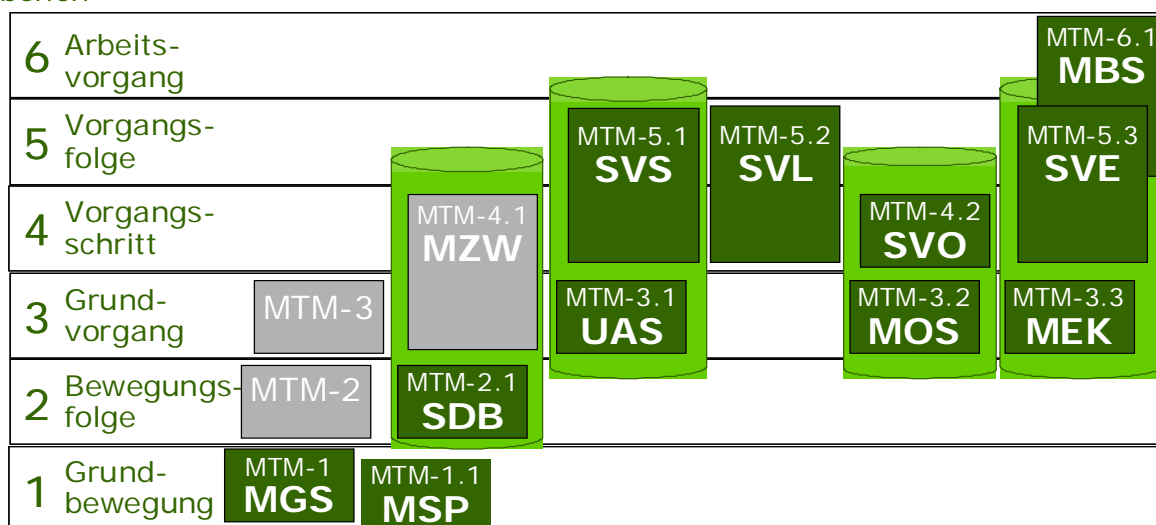 6 Arbeits-
vorgang
MTM-6.1
MBS
5 Vorgangs-
folge
MTM-5.1
SVS
MTM-5.2
SVL
MTM-5.3
SVE
4 Vorgangs-
schritt
MTM-4.1
MZW
MTM-4.2
SVO
3 Grund-
vorgang
MTM-3
MTM-3.1
UAS
MTM-3.2
MOS
MTM-3.3
MEK
2 Bewegungs-
folge
MTM-2
MTM-2.1
SDB
1 Grund-
bewegung
MTM-1
MGS
MTM-1.1
MSP